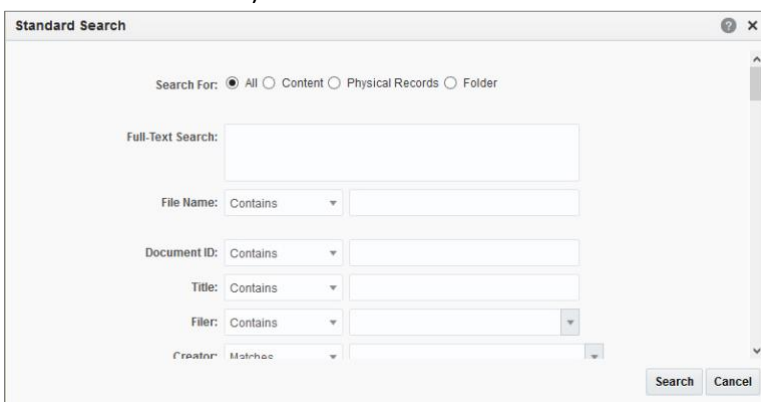 Standard Search
Search For: All Content Physical Records Folder
Full-Text Search:
File Name: Contains
Document ID: Contains
Title: Contains
Filer: Contains
Creator: Matches
Search Cancel